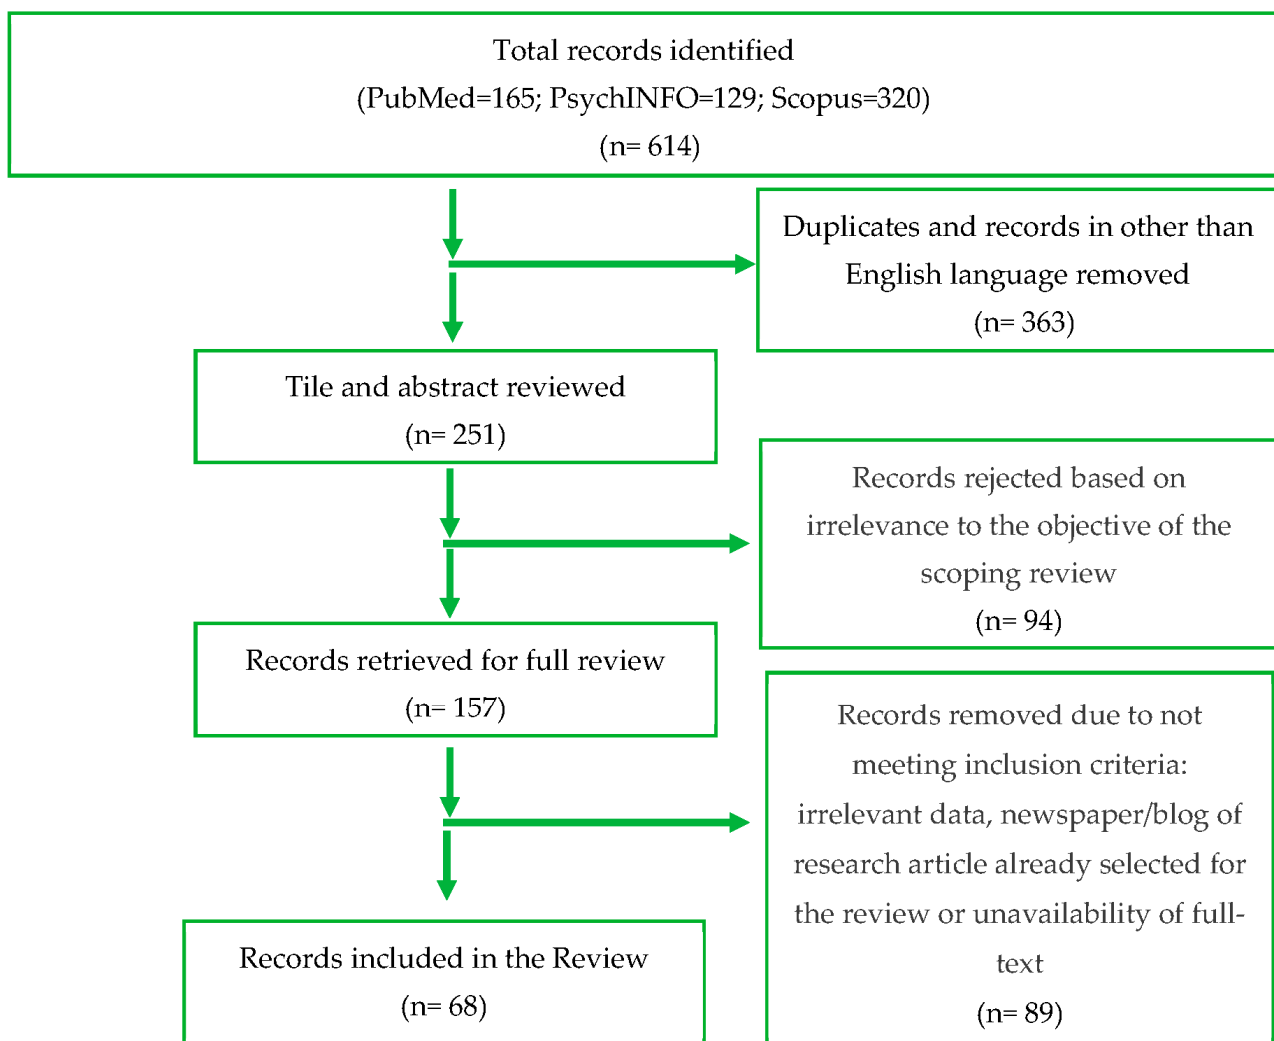 Total records identified
(PubMed=165; PsychINFO=129; Scopus=320)
(n= 614)
Duplicates and records in other than
English language removed
(n= 363)
Tile and abstract reviewed
(n= 251)
Records rejected based on
irrelevance to the objective of the
scoping review
(n= 94)
Records retrieved for full review
(n= 157)
Records removed due to not
meeting inclusion criteria:
irrelevant data, newspaper/blog of
research article already selected for
the review or unavailability of full-
text
(n= 89)
Records included in the Review
(n= 68)